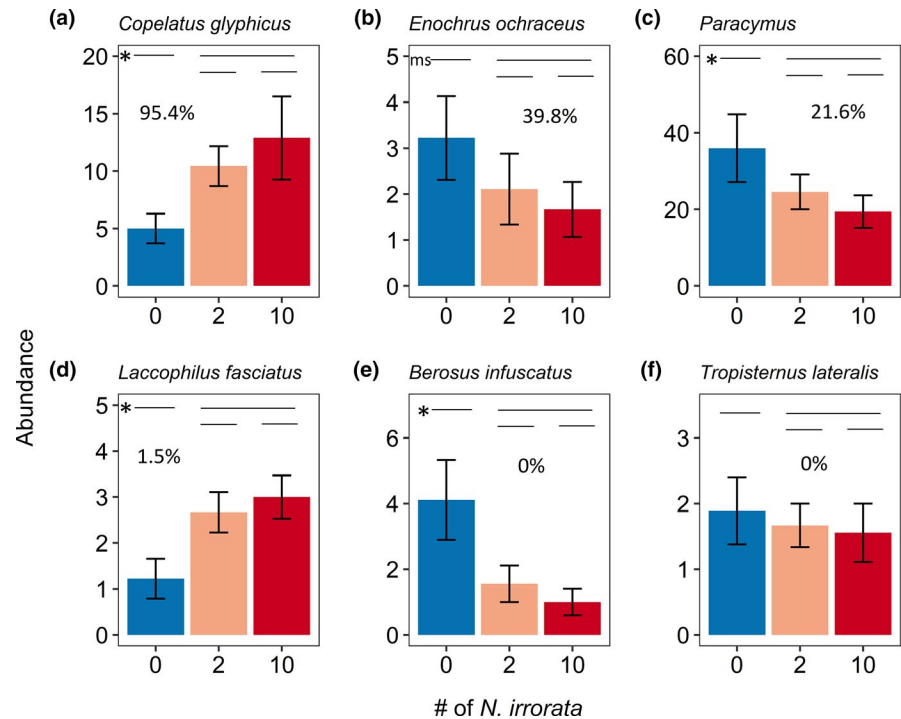 (a) Copelatus glyphicus
20
15
10
5
0
*
95.4%
0 2 10
(b) Enochrus ochraceus
5
4
3
2
1
0
ms
39.8%
0 2 10
(c) Paracymus
60
40
20
0
*
21.6%
0 2 10
Abundance
(d) Laccophilus fasciatus
5
4
3
2
1
0
*
1.5%
0 2 10
(e) Berosus infuscatus
6
4
2
0
*
0%
0 2 10
(f) Tropisternus lateralis
3
2
1
0
0%
0 2 10
# of N. irrorata